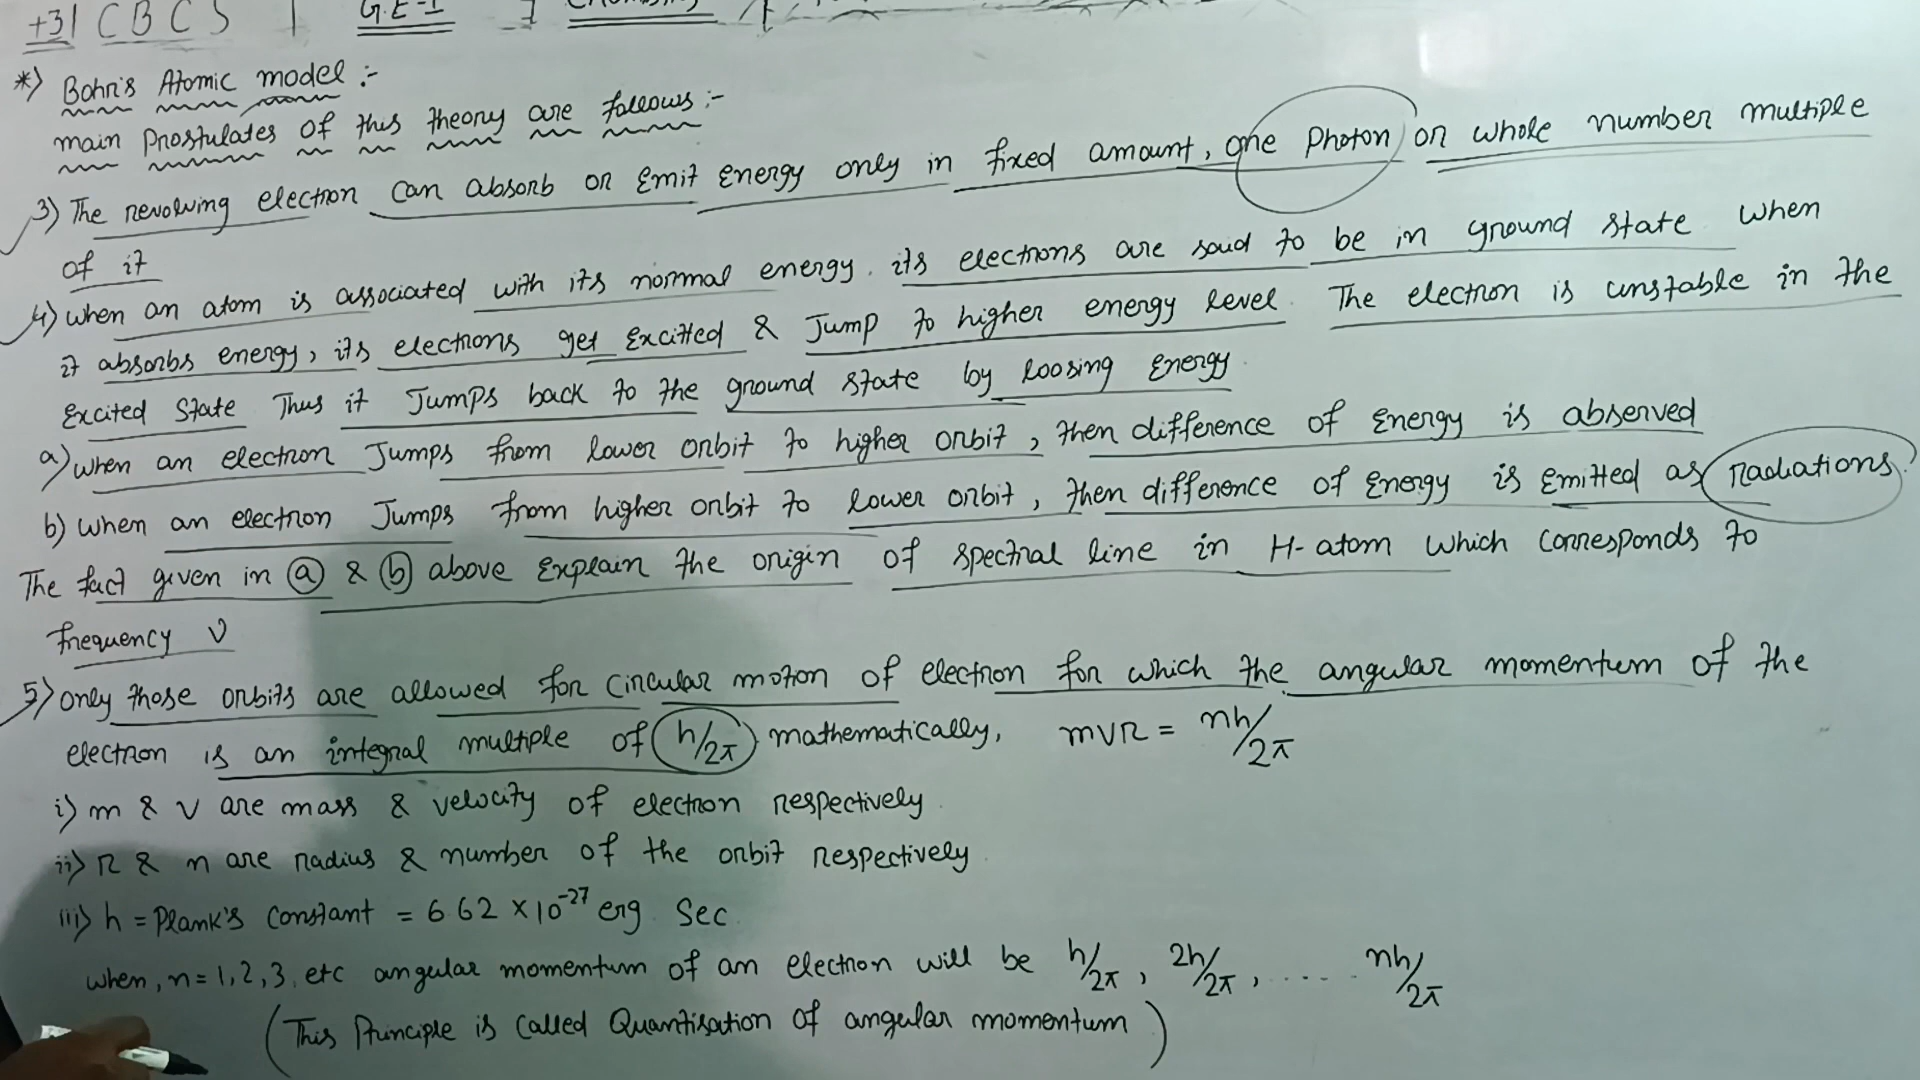 +3| CBCS | G.E-I
*) Bohr's Atomic model :-
main Prostulates of this theory are follows :-
3) The revolving electron can absorb or Emit Energy only in fixed amount, one Photon or whole number multiple
of it
4) when an atom is associated with its normal energy. its electrons are said to be in ground state when
it absorbs energy, its electrons get Excitted & Jump to higher energy level. The electron is unstable in the
Excited State Thus it Jumps back to the ground state by loosing Energy.
a) when an electron Jumps from lower orbit to higher orbit, then difference of Energy is observed
b) when an electron Jumps from higher orbit to lower orbit, then difference of Energy is Emitted as radiations.
The fact given in (a) & (b) above Explain the origin of spectral line in H-atom which corresponds to
frequency ν
5) only those orbits are allowed for circular motion of electron for which the angular momentum of the
electron is an integral multiple of h/2π mathematically, mvr = nh/2π
i) m & v are mass & velocity of electron respectively.
ii) r & n are radius & number of the orbit respectively.
iii) h = Plank's Constant = 6.62 × 10⁻²⁷ erg. Sec.
when, n = 1, 2, 3, etc angular momentum of an electron will be h/2π, 2h/2π, ..... nh/2π
(This Principle is Called Quantisation of angular momentum)